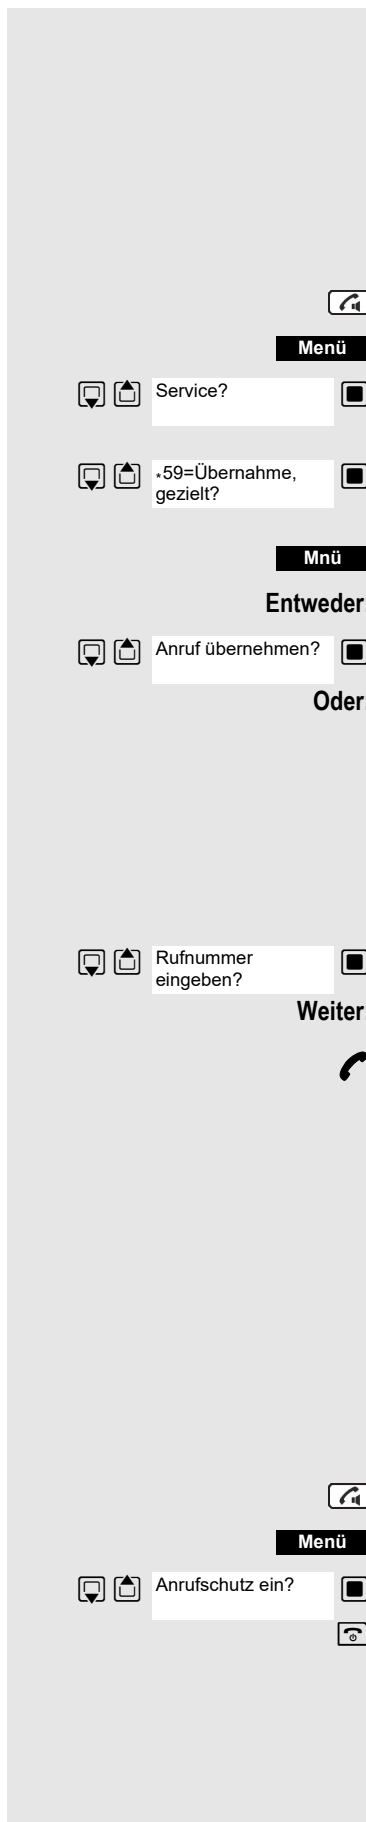 Menü
Service?
*59=Übernahme,
gezielt?
Mnü
Entweder:
Anruf übernehmen?
Oder:
Rufnummer
eingeben?
Weiter:
Menü
Anrufschutz ein?